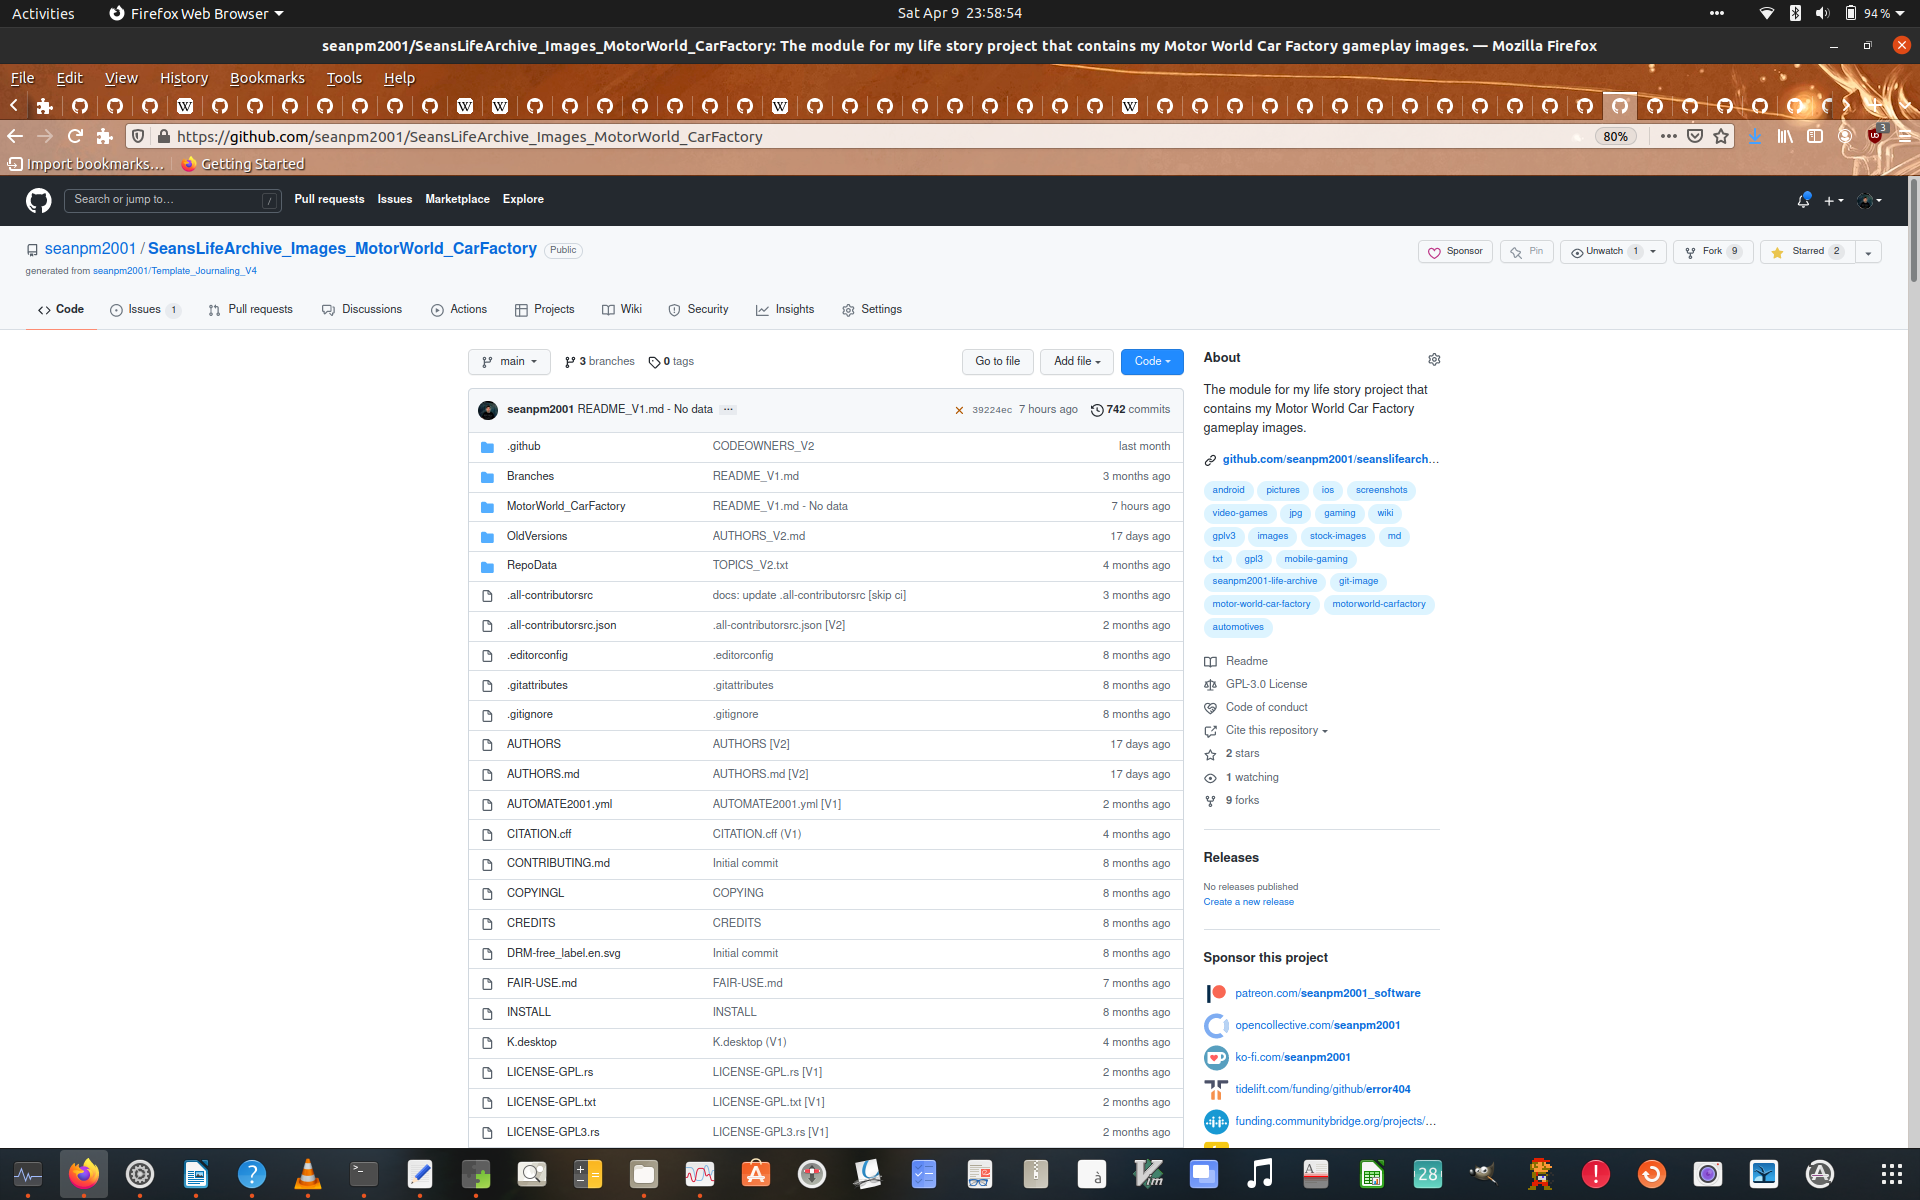 Activities
Firefox Web Browser
Sat Apr 9 23:58:54
94 %
seanpm2001/SeansLifeArchive_Images_MotorWorld_CarFactory: The module for my life story project that contains my Motor World Car Factory gameplay images. — Mozilla Firefox
File Edit View History Bookmarks Tools Help
https://github.com/seanpm2001/SeansLifeArchive_Images_MotorWorld_CarFactory
80%
3
Import bookmarks...
Getting Started
Search or jump to...
/
Pull requests
Issues
Marketplace
Explore
seanpm2001 / SeansLifeArchive_Images_MotorWorld_CarFactory
Public
generated from seanpm2001/Template_Journaling_V4
Sponsor
Pin
Unwatch 1
Fork 9
Starred 2
Code
Issues 1
Pull requests
Discussions
Actions
Projects
Wiki
Security
Insights
Settings
main
3 branches
0 tags
Go to file
Add file
Code
seanpm2001 README_V1.md - No data
39224ec 7 hours ago
742 commits
.github CODEOWNERS_V2 last month
Branches README_V1.md 3 months ago
MotorWorld_CarFactory README_V1.md - No data 7 hours ago
OldVersions AUTHORS_V2.md 17 days ago
RepoData TOPICS_V2.txt 4 months ago
.all-contributorsrc docs: update .all-contributorsrc [skip ci] 3 months ago
.all-contributorsrc.json .all-contributorsrc.json [V2] 2 months ago
.editorconfig .editorconfig 8 months ago
.gitattributes .gitattributes 8 months ago
.gitignore .gitignore 8 months ago
AUTHORS AUTHORS [V2] 17 days ago
AUTHORS.md AUTHORS.md [V2] 17 days ago
AUTOMATE2001.yml AUTOMATE2001.yml [V1] 2 months ago
CITATION.cff CITATION.cff (V1) 4 months ago
CONTRIBUTING.md Initial commit 8 months ago
COPYINGL COPYING 8 months ago
CREDITS CREDITS 8 months ago
DRM-free_label.en.svg Initial commit 8 months ago
FAIR-USE.md FAIR-USE.md 7 months ago
INSTALL INSTALL 8 months ago
K.desktop K.desktop (V1) 4 months ago
LICENSE-GPL.rs LICENSE-GPL.rs [V1] 2 months ago
LICENSE-GPL.txt LICENSE-GPL.txt [V1] 2 months ago
LICENSE-GPL3.rs LICENSE-GPL3.rs [V1] 2 months ago
About
The module for my life story project that
contains my Motor World Car Factory
gameplay images.
github.com/seanpm2001/seanslifearch...
android pictures ios screenshots
video-games jpg gaming wiki
gplv3 images stock-images md
txt gpl3 mobile-gaming
seanpm2001-life-archive git-image
motor-world-car-factory motorworld-carfactory
automotives
Readme
GPL-3.0 License
Code of conduct
Cite this repository
2 stars
1 watching
9 forks
Releases
No releases published
Create a new release
Sponsor this project
patreon.com/seanpm2001_software
opencollective.com/seanpm2001
ko-fi.com/seanpm2001
tidelift.com/funding/github/error404
funding.communitybridge.org/projects/...
28